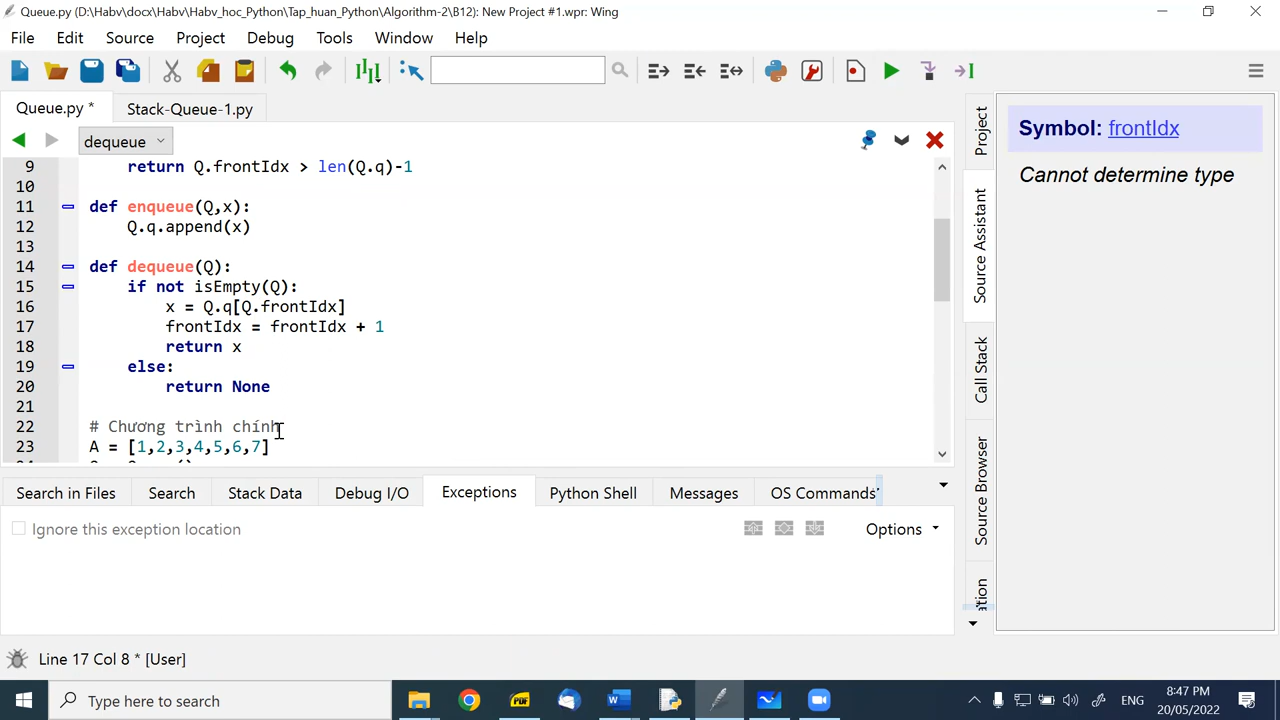 Queue.py (D:\Habv\docx\Habv\Habv_hoc_Python\Tap_huan_Python\Algorithm-2\B12): New Project #1.wpr: Wing
File Edit Source Project Debug Tools Window Help
Queue.py * Stack-Queue-1.py
dequeue
9 return Q.frontIdx > len(Q.q)-1
10
11 def enqueue(Q,x):
12 Q.q.append(x)
13
14 def dequeue(Q):
15 if not isEmpty(Q):
16 x = Q.q[Q.frontIdx]
17 frontIdx = frontIdx + 1
18 return x
19 else:
20 return None
21
22 # Chương trình chính
23 A = [1,2,3,4,5,6,7]
Search in Files Search Stack Data Debug I/O Exceptions Python Shell Messages OS Commands
Ignore this exception location
Options
Project
Source Assistant
Call Stack
Source Browser
Symbol: frontIdx
Cannot determine type
Line 17 Col 8 * [User]
Type here to search
PDF
ENG
8:47 PM
20/05/2022